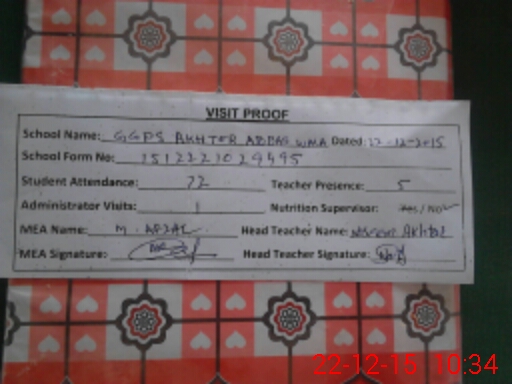 VISIT PROOF
School Name: GGPS AKHTOR ABBAS WALA Dated: 22-12-2015
School Form No:
Student Attendance: 72 Teacher Presence: 5
Administrator Visits: 1 Nutrition Supervisor: Yes / No
MEA Name: M. AFZAL Head Teacher Name: Akhtar
MEA Signature: Head Teacher Signature:
22-12-15 10:34